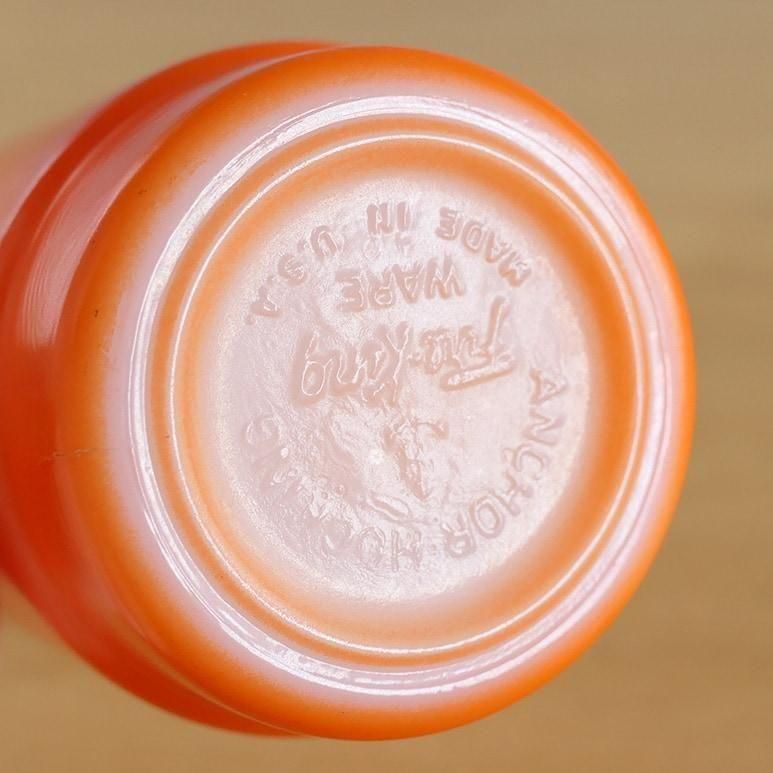 ANCHOR HOCKING
Fire-King
WARE
MADE IN U.S.A.